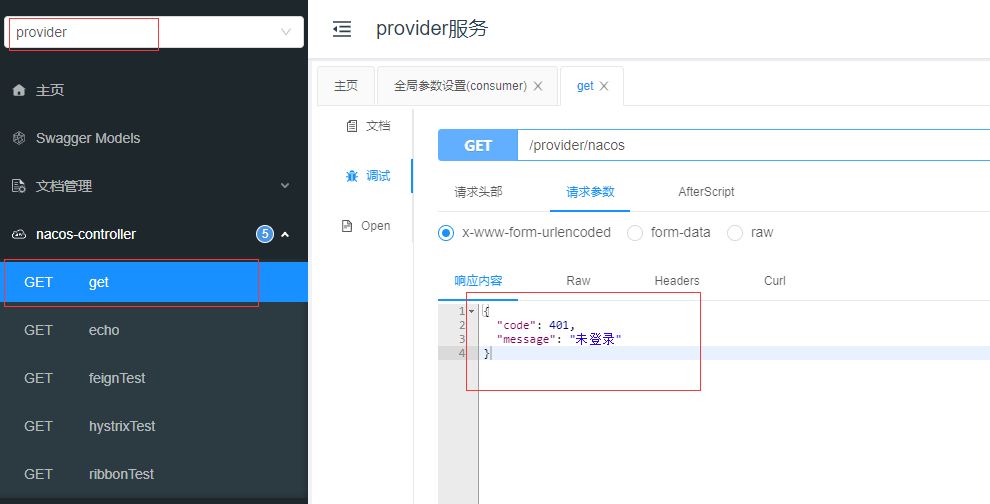 provider
主页
Swagger Models
文档管理
nacos-controller
5
GET get
GET echo
GET feignTest
GET hystrixTest
GET ribbonTest
provider服务
主页
全局参数设置(consumer)
get
文档
调试
Open
GET /provider/nacos
请求头部 请求参数 AfterScript
x-www-form-urlencoded form-data raw
响应内容 Raw Headers Curl
1 {
2 "code": 401,
3 "message": "未登录"
4 }